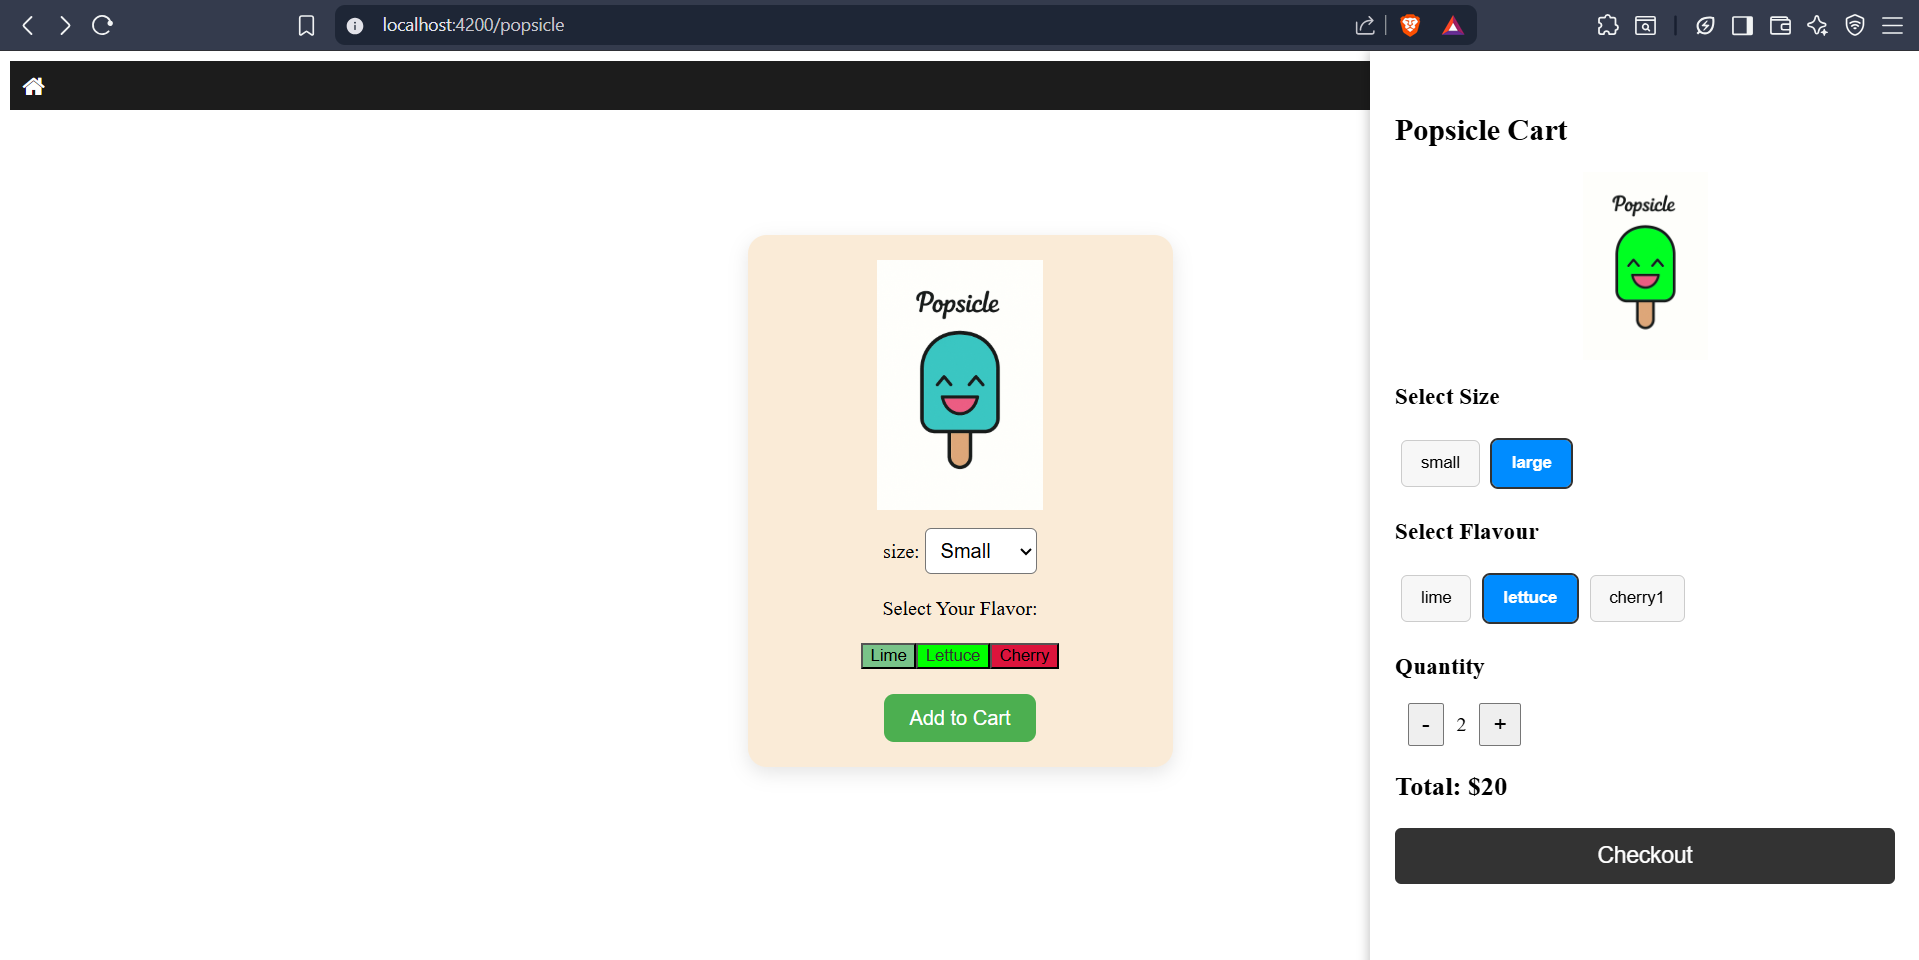 localhost:4200/popsicle
Popsicle
size: Small
Select Your Flavor:
Lime Lettuce Cherry
Add to Cart
Popsicle Cart
Popsicle
Select Size
small large
Select Flavour
lime lettuce cherry1
Quantity
- 2 +
Total: $20
Checkout